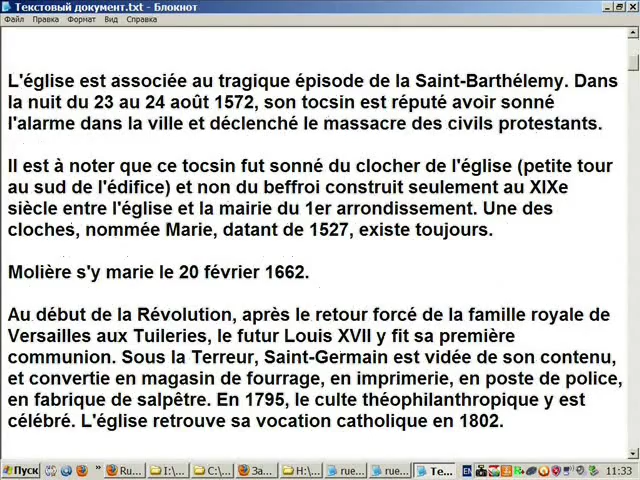 Текстовый документ.txt - Блокнот
Файл Правка Формат Вид Справка
L'église est associée au tragique épisode de la Saint-Barthélemy. Dans
la nuit du 23 au 24 août 1572, son tocsin est réputé avoir sonné
l'alarme dans la ville et déclenché le massacre des civils protestants.
Il est à noter que ce tocsin fut sonné du clocher de l'église (petite tour
au sud de l'édifice) et non du beffroi construit seulement au XIXe
siècle entre l'église et la mairie du 1er arrondissement. Une des
cloches, nommée Marie, datant de 1527, existe toujours.
Molière s'y marie le 20 février 1662.
Au début de la Révolution, après le retour forcé de la famille royale de
Versailles aux Tuileries, le futur Louis XVII y fit sa première
communion. Sous la Terreur, Saint-Germain est vidée de son contenu,
et convertie en magasin de fourrage, en imprimerie, en poste de police,
en fabrique de salpêtre. En 1795, le culte théophilanthropique y est
célébré. L'église retrouve sa vocation catholique en 1802.
Пуск » Ru... I:\... C:\... За... H:\... rue... rue... Те... EN 11:33